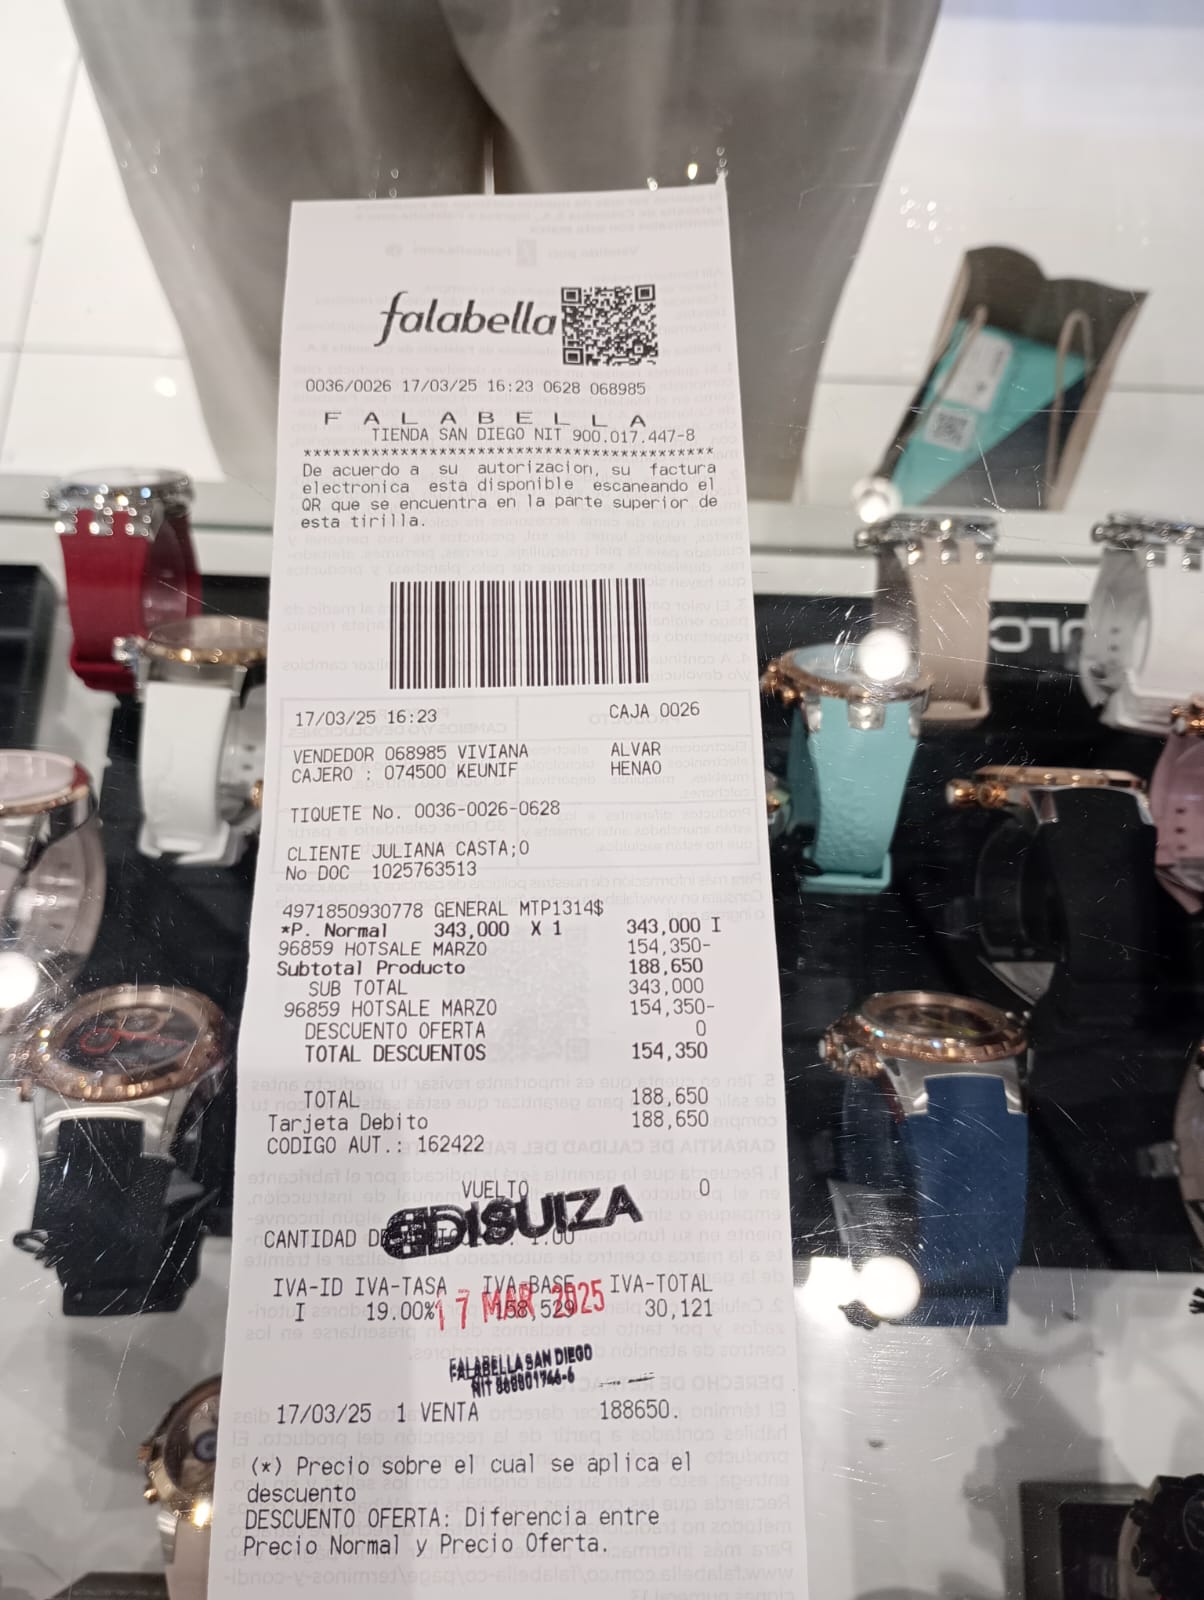 falabella
0036/0026 17/03/25 16:23 0628 068985
F A L A B E L L A
TIENDA SAN DIEGO NIT 900.017.447-8
******************************************
De acuerdo a su autorizacion, su factura
electronica esta disponible escaneando el
QR que se encuentra en la parte superior de
esta tirilla.
17/03/25 16:23 CAJA 0026
VENDEDOR 068985 VIVIANA ALVAR
CAJERO : 074500 KEUNIF HENAO
TIQUETE No. 0036-0026-0628
CLIENTE JULIANA CASTA;O
No DOC 1025763513
4971850930778 GENERAL MTP1314$
*P. Normal 343,000 X 1 343,000 I
96859 HOTSALE MARZO 154,350-
Subtotal Producto 188,650
SUB TOTAL 343,000
96859 HOTSALE MARZO 154,350-
DESCUENTO OFERTA 0
TOTAL DESCUENTOS 154,350
TOTAL 188,650
Tarjeta Debito 188,650
CODIGO AUT.: 162422
VUELTO 0
DISUIZA
CANTIDAD 1.00
IVA-ID IVA-TASA IVA-BASE IVA-TOTAL
I 19.00% 158,529 30,121
17 MAR 2025
FALABELLA SAN DIEGO
NIT
17/03/25 1 VENTA 188650.
(*) Precio sobre el cual se aplica el
descuento
DESCUENTO OFERTA: Diferencia entre
Precio Normal y Precio Oferta.